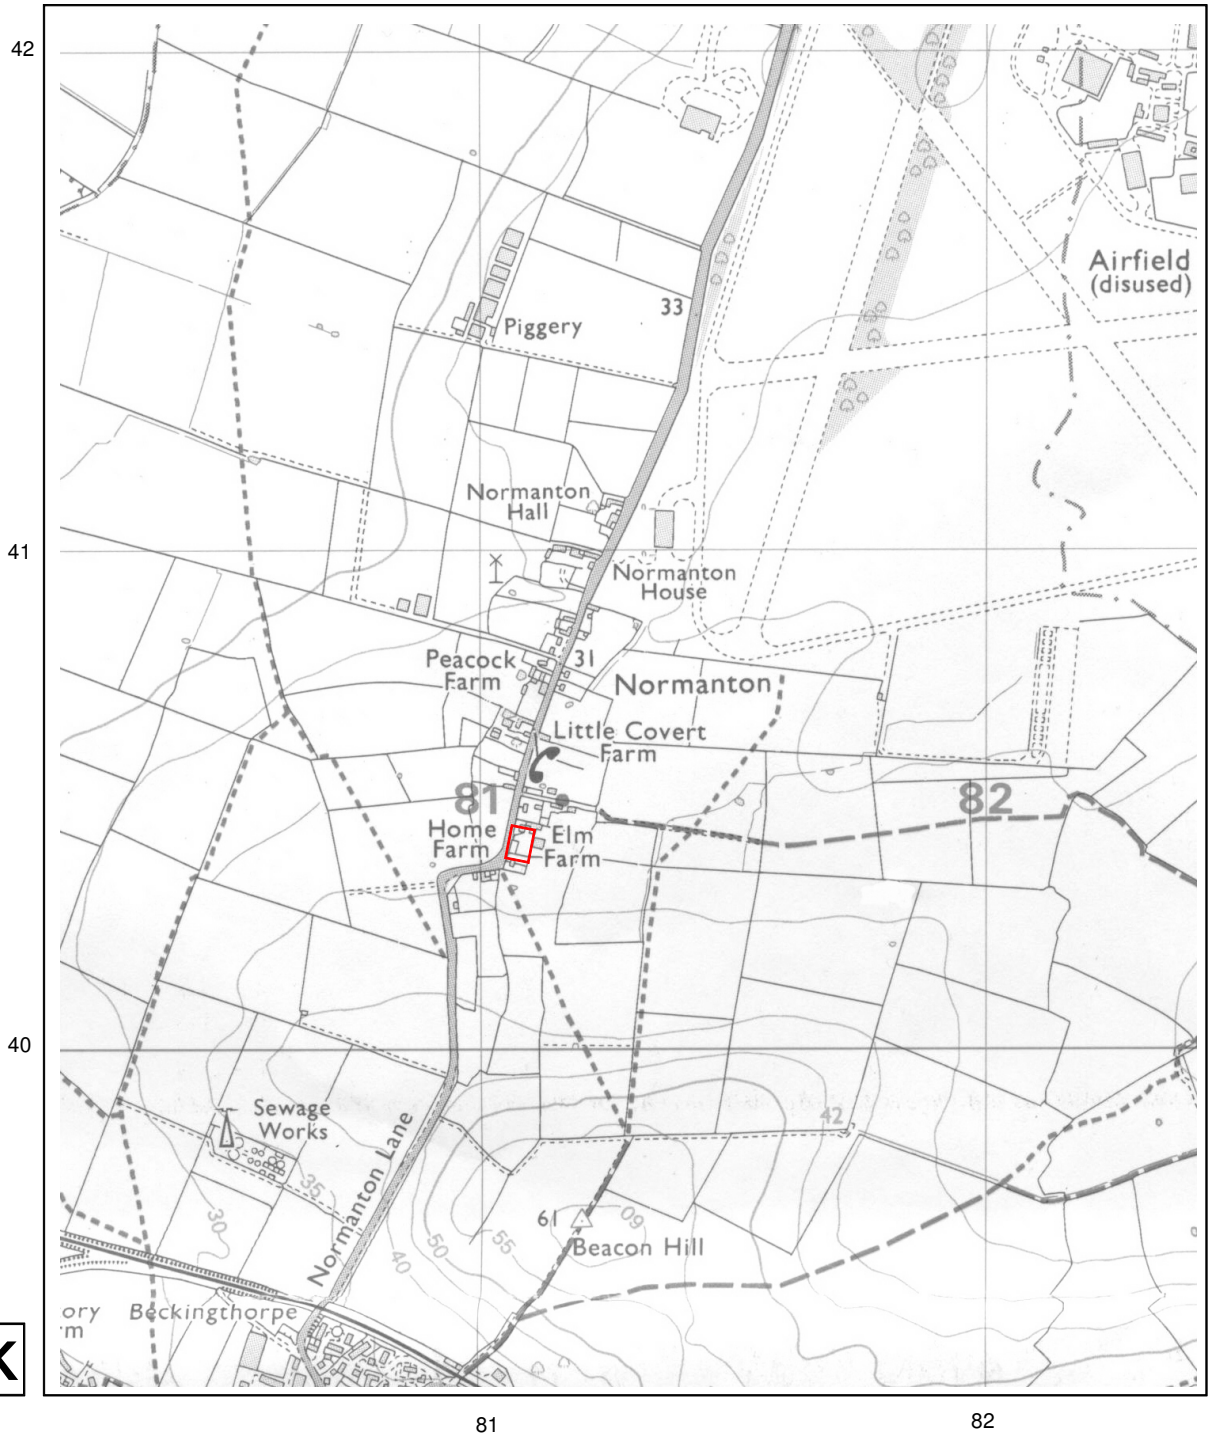 42
Airfield
(disused)
33
Piggery
Normanton
Hall
41
Normanton
House
31
Peacock
Farm
Normanton
Little Covert
Farm
81
82
Home
Farm
Elm
Farm
40
Sewage
Works
42
Normanton Lane
35
30
61
60
Beacon Hill
50
55
40
ory
m
Beckingthorpe
K
81
82